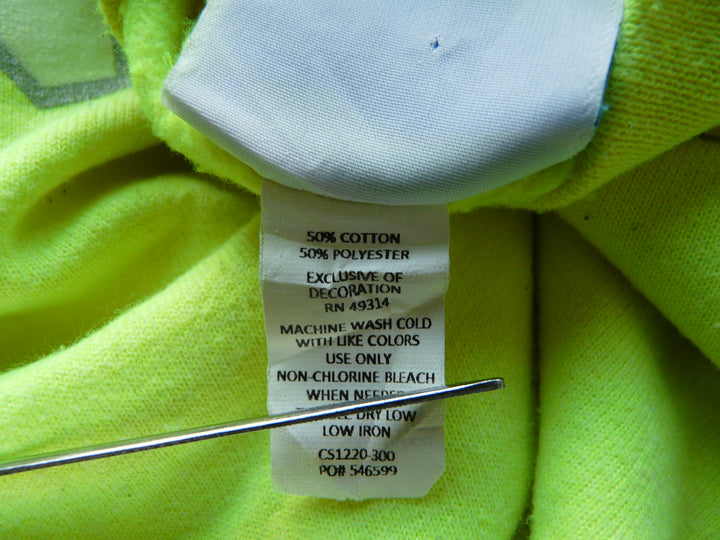 50% COTTON
50% POLYESTER
EXCLUSIVE OF
DECORATION
RN 49314
MACHINE WASH COLD
WITH LIKE COLORS
USE ONLY
NON-CHLORINE BLEACH
WHEN
DRY LOW
LOW IRON
CS1220-300
PO# 546599